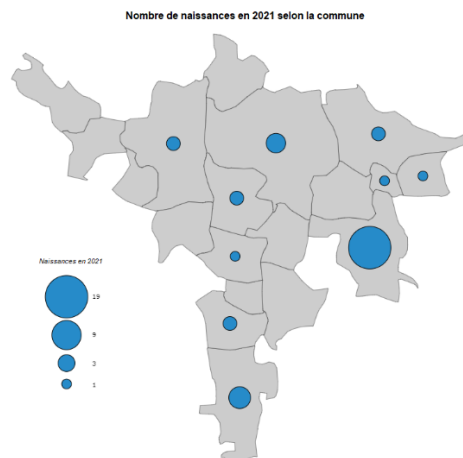 Nombre de naissances en 2021 selon la commune
Naissances en 2021
19
9
3
1